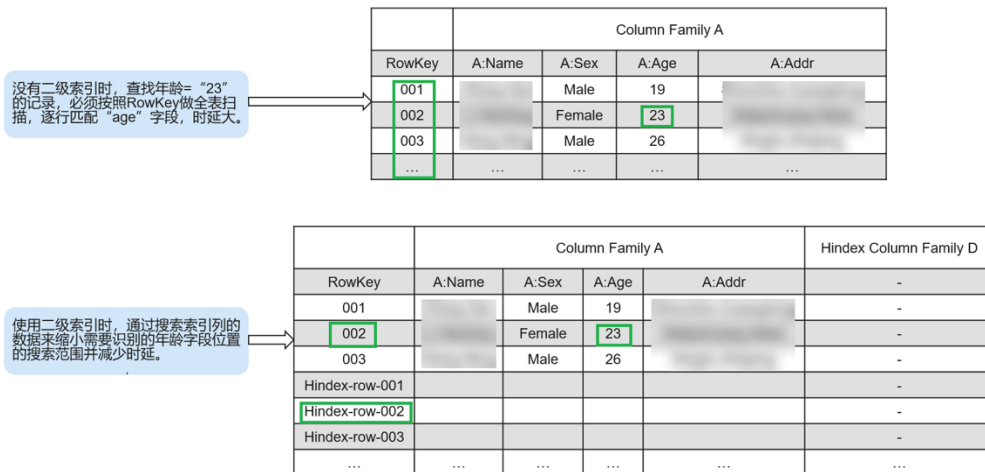 Column Family A
RowKey A:Name A:Sex A:Age A:Addr
001 Male 19
002 Female 23
003 Male 26
... ... ... ... ...
没有二级索引时，查找年龄=“23”
的记录，必须按照RowKey做全表扫
描，逐行匹配“age”字段，时延大。
Column Family A Hindex Column Family D
RowKey A:Name A:Sex A:Age A:Addr -
001 Male 19 -
002 Female 23 -
003 Male 26 -
Hindex-row-001 -
Hindex-row-002 -
Hindex-row-003 -
... ... ... ... ... ...
使用二级索引时，通过搜索索引列的
数据来缩小需要识别的年龄字段位置
的搜索范围并减少时延。
.